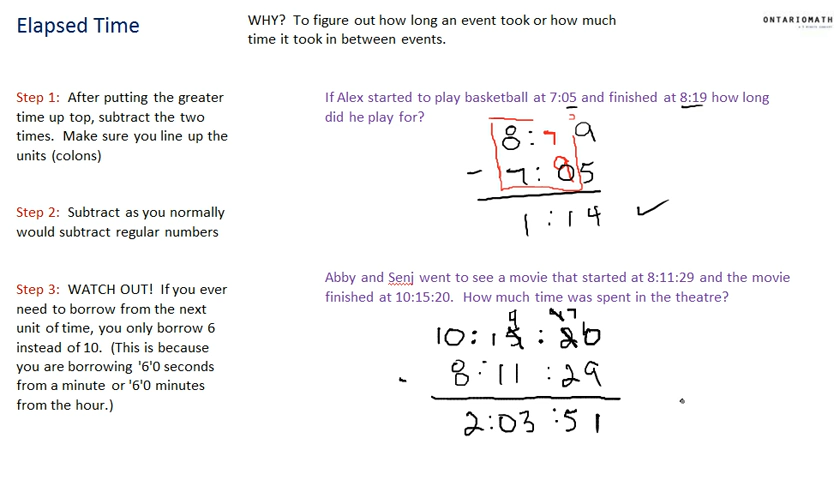 Elapsed Time
WHY? To figure out how long an event took or how much
time it took in between events.
ONTARIOMATH
Step 1: After putting the greater
time up top, subtract the two
times. Make sure you line up the
units (colons)
If Alex started to play basketball at 7:05 and finished at 8:19 how long
did he play for?
8:19
- 7:05
1:14 ✓
Step 2: Subtract as you normally
would subtract regular numbers
Step 3: WATCH OUT! If you ever
need to borrow from the next
unit of time, you only borrow 6
instead of 10. (This is because
you are borrowing '6'0 seconds
from a minute or '6'0 minutes
from the hour.)
Abby and Senj went to see a movie that started at 8:11:29 and the movie
finished at 10:15:20. How much time was spent in the theatre?
10:15:20
- 8:11:29
2:03:51